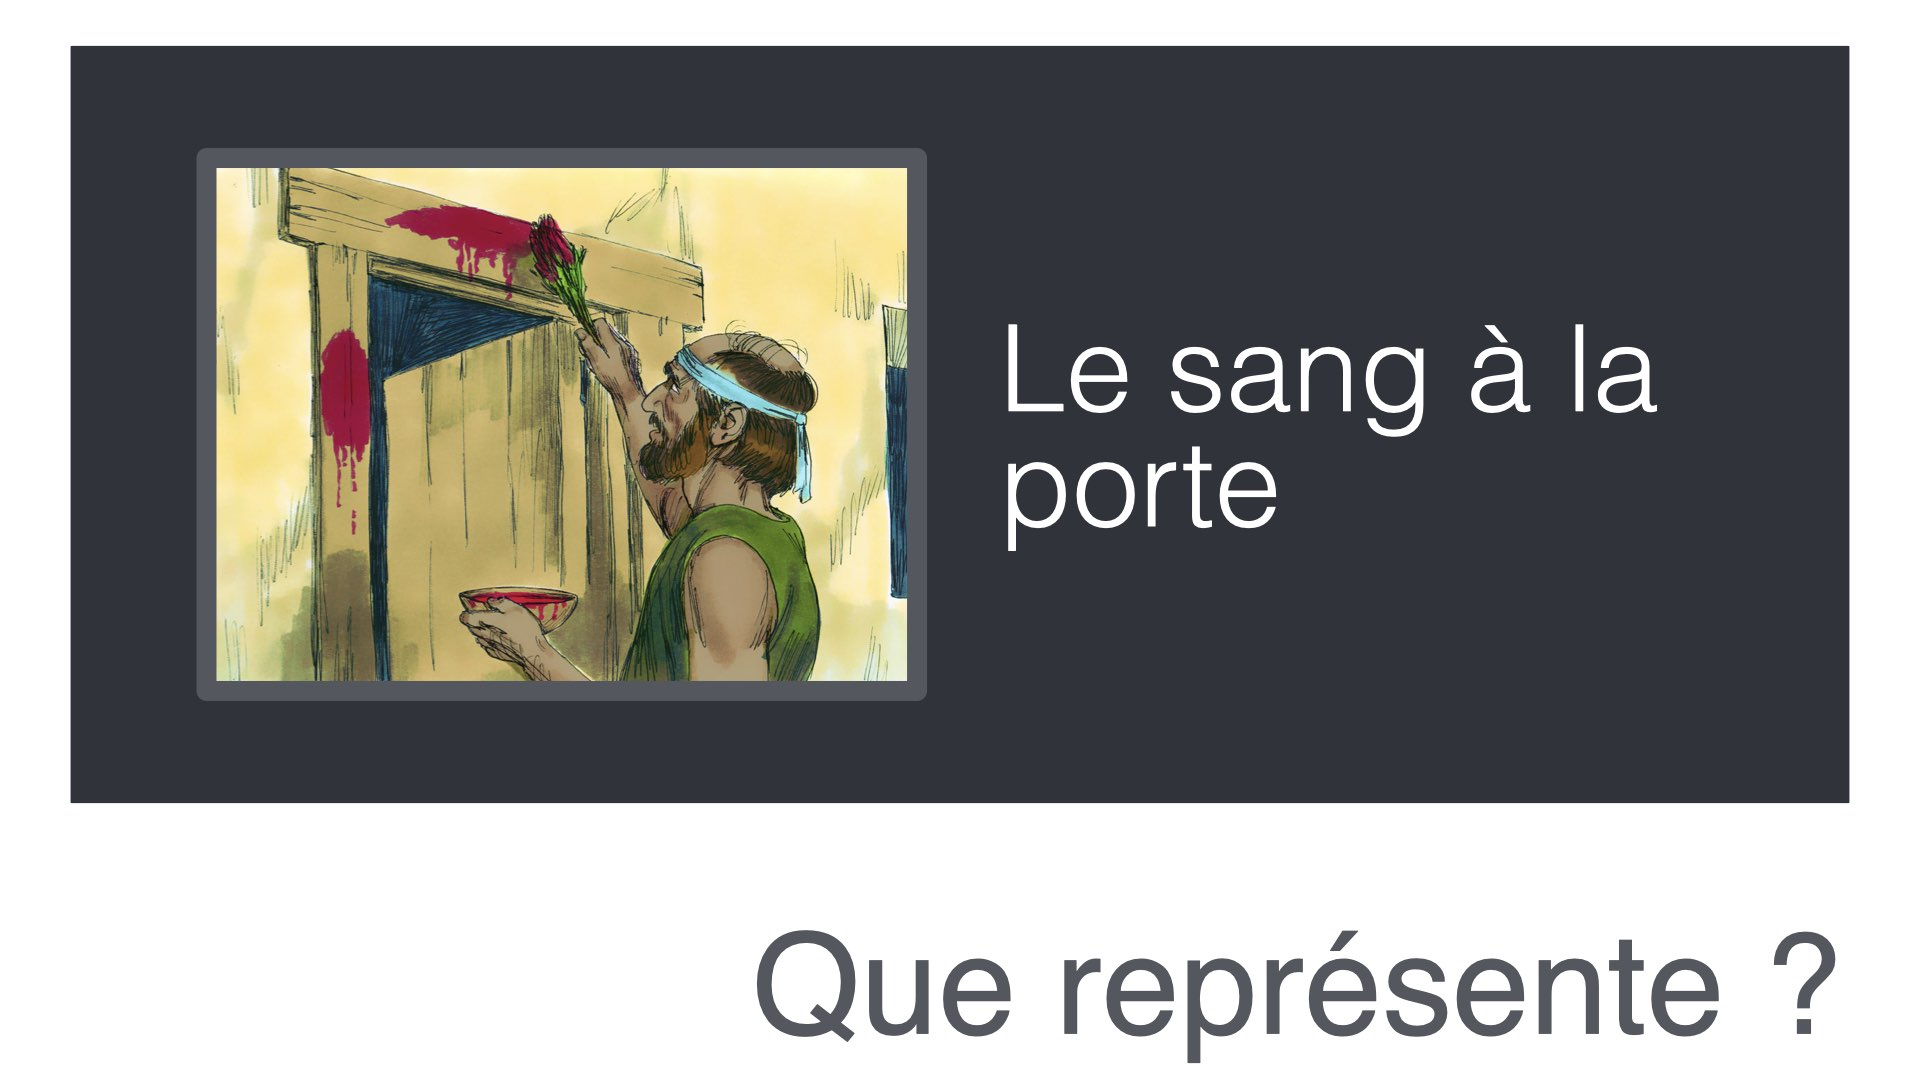 Le sang à la
porte
Que représente ?